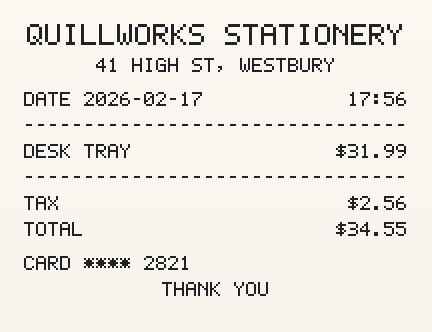 QUILLWORKS STATIONERY
41 HIGH ST, WESTBURY
DATE 2026-02-17 17:56
--------------------------------
DESK TRAY $31.99
--------------------------------
TAX $2.56
TOTAL $34.55
CARD **** 2821
THANK YOU